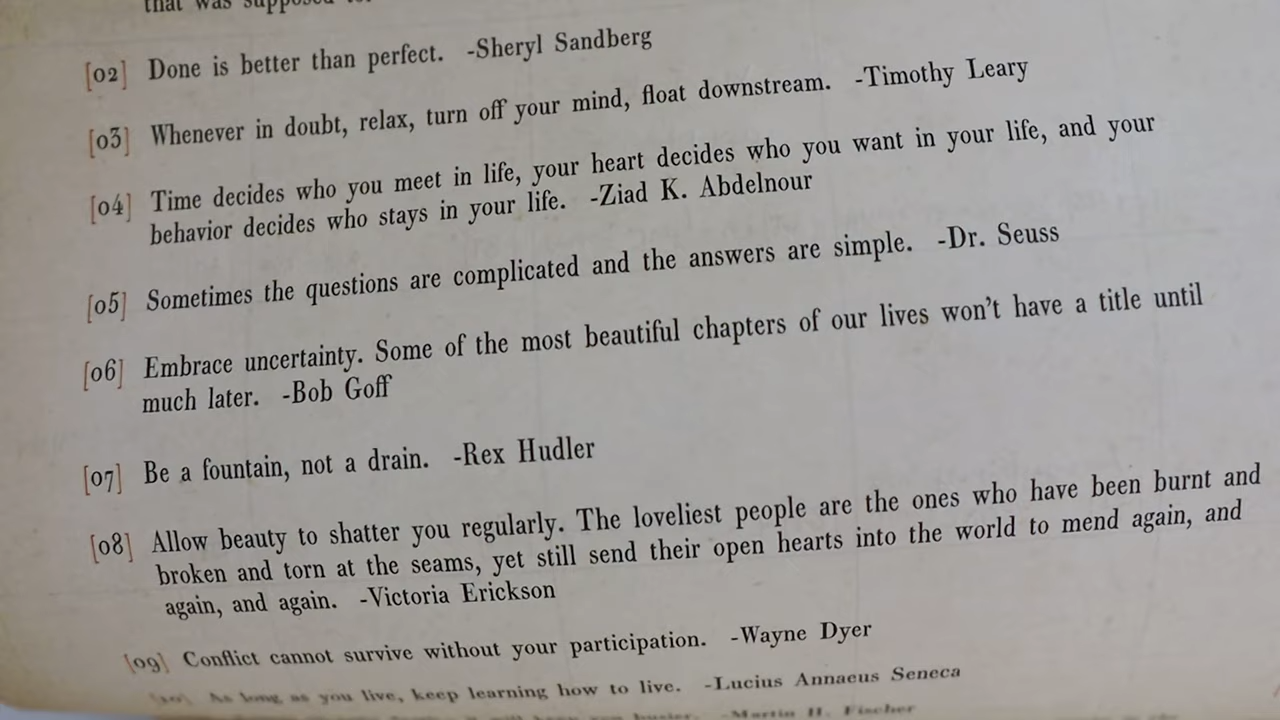 that was supposed
[02] Done is better than perfect. -Sheryl Sandberg
[03] Whenever in doubt, relax, turn off your mind, float downstream. -Timothy Leary
[04] Time decides who you meet in life, your heart decides who you want in your life, and your
behavior decides who stays in your life. -Ziad K. Abdelnour
[05] Sometimes the questions are complicated and the answers are simple. -Dr. Seuss
[06] Embrace uncertainty. Some of the most beautiful chapters of our lives won't have a title until
much later. -Bob Goff
[07] Be a fountain, not a drain. -Rex Hudler
[08] Allow beauty to shatter you regularly. The loveliest people are the ones who have been burnt and
broken and torn at the seams, yet still send their open hearts into the world to mend again, and
again, and again. -Victoria Erickson
[09] Conflict cannot survive without your participation. -Wayne Dyer
[10] As long as you live, keep learning how to live. -Lucius Annaeus Seneca
busier. -Martin H. Fischer